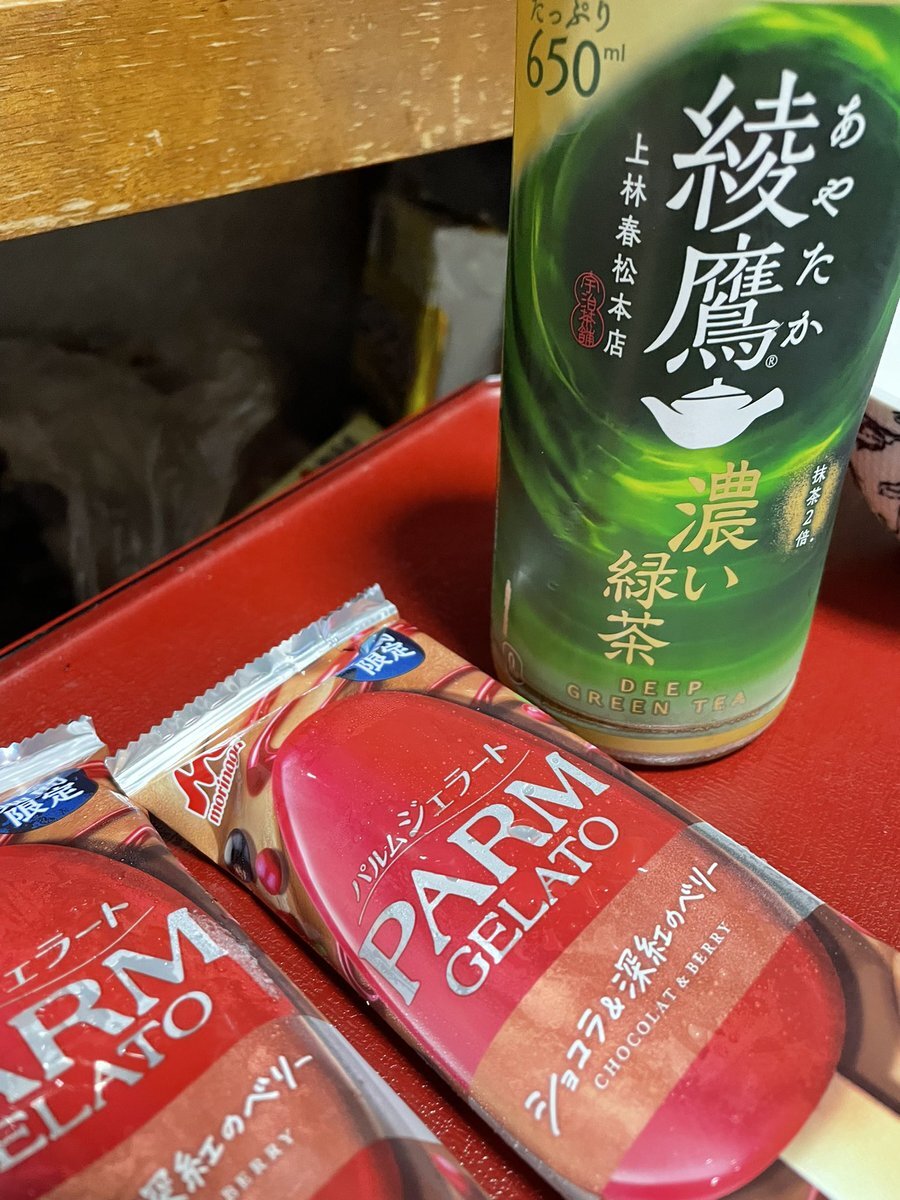 たっぷり
650ml
あやたか
綾鷹®
上林春松本店
宇治茶舗
抹茶2倍*
濃い
緑茶
DEEP
GREEN TEA
限定
morinaga
パルムジェラート
PARM
GELATO
ショコラ&深紅のベリー
CHOCOLAT & BERRY
限定
ェラート
ARM
GELATO
深紅のベリー
BERRY